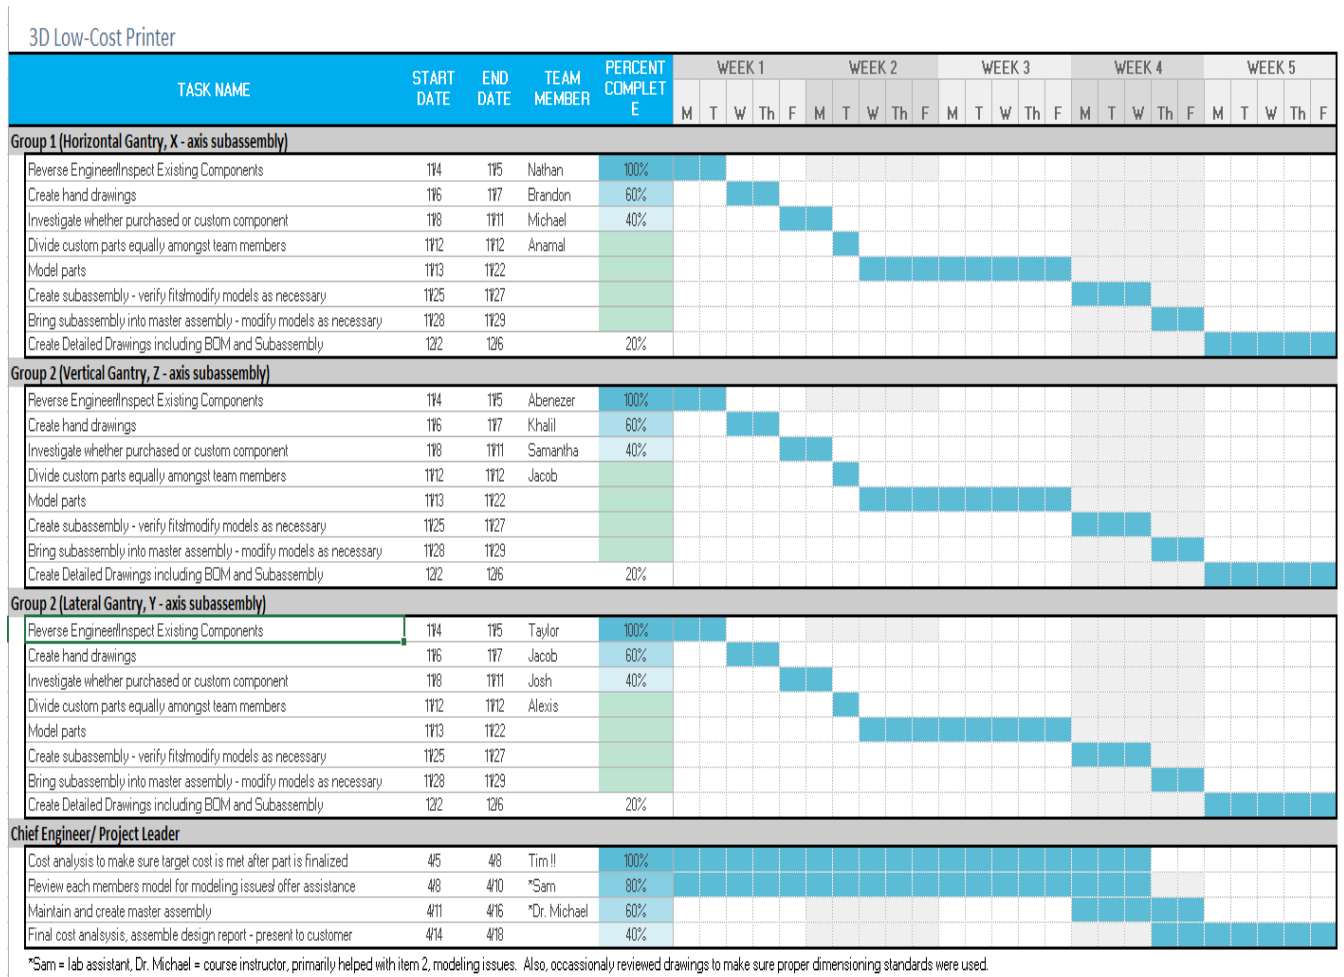 3D Low-Cost Printer
TASK NAME START DATE END DATE TEAM MEMBER PERCENT COMPLETE WEEK 1 WEEK 2 WEEK 3 WEEK 4 WEEK 5
M T W Th F M T W Th F M T W Th F M T W Th F M T W Th F
Group 1 (Horizontal Gantry, X - axis subassembly)
Reverse Engineer/Inspect Existing Components 11/4 11/5 Nathan 100%
Create hand drawings 11/6 11/7 Brandon 60%
Investigate whether purchased or custom component 11/8 11/11 Michael 40%
Divide custom parts equally amongst team members 11/12 11/12 Anamal
Model parts 11/13 11/22
Create subassembly - verify fits/modify models as necessary 11/25 11/27
Bring subassembly into master assembly - modify models as necessary 11/28 11/29
Create Detailed Drawings including BOM and Subassembly 12/2 12/6 20%
Group 2 (Vertical Gantry, Z - axis subassembly)
Reverse Engineer/Inspect Existing Components 11/4 11/5 Abenezer 100%
Create hand drawings 11/6 11/7 Khalil 60%
Investigate whether purchased or custom component 11/8 11/11 Samantha 40%
Divide custom parts equally amongst team members 11/12 11/12 Jacob
Model parts 11/13 11/22
Create subassembly - verify fits/modify models as necessary 11/25 11/27
Bring subassembly into master assembly - modify models as necessary 11/28 11/29
Create Detailed Drawings including BOM and Subassembly 12/2 12/6 20%
Group 2 (Lateral Gantry, Y - axis subassembly)
Reverse Engineer/Inspect Existing Components 11/4 11/5 Taylor 100%
Create hand drawings 11/6 11/7 Jacob 60%
Investigate whether purchased or custom component 11/8 11/11 Josh 40%
Divide custom parts equally amongst team members 11/12 11/12 Alexis
Model parts 11/13 11/22
Create subassembly - verify fits/modify models as necessary 11/25 11/27
Bring subassembly into master assembly - modify models as necessary 11/28 11/29
Create Detailed Drawings including BOM and Subassembly 12/2 12/6 20%
Chief Engineer/ Project Leader
Cost analysis to make sure target cost is met after part is finalized 4/5 4/8 Tim !! 100%
Review each members model for modeling issues/ offer assistance 4/8 4/10 *Sam 80%
Maintain and create master assembly 4/11 4/16 *Dr. Michael 60%
Final cost analsysis, assemble design report - present to customer 4/14 4/18 40%
*Sam = lab assistant, Dr. Michael = course instructor, primarily helped with item 2, modeling issues. Also, occassionaly reviewed drawings to make sure proper dimensioning standards were used.